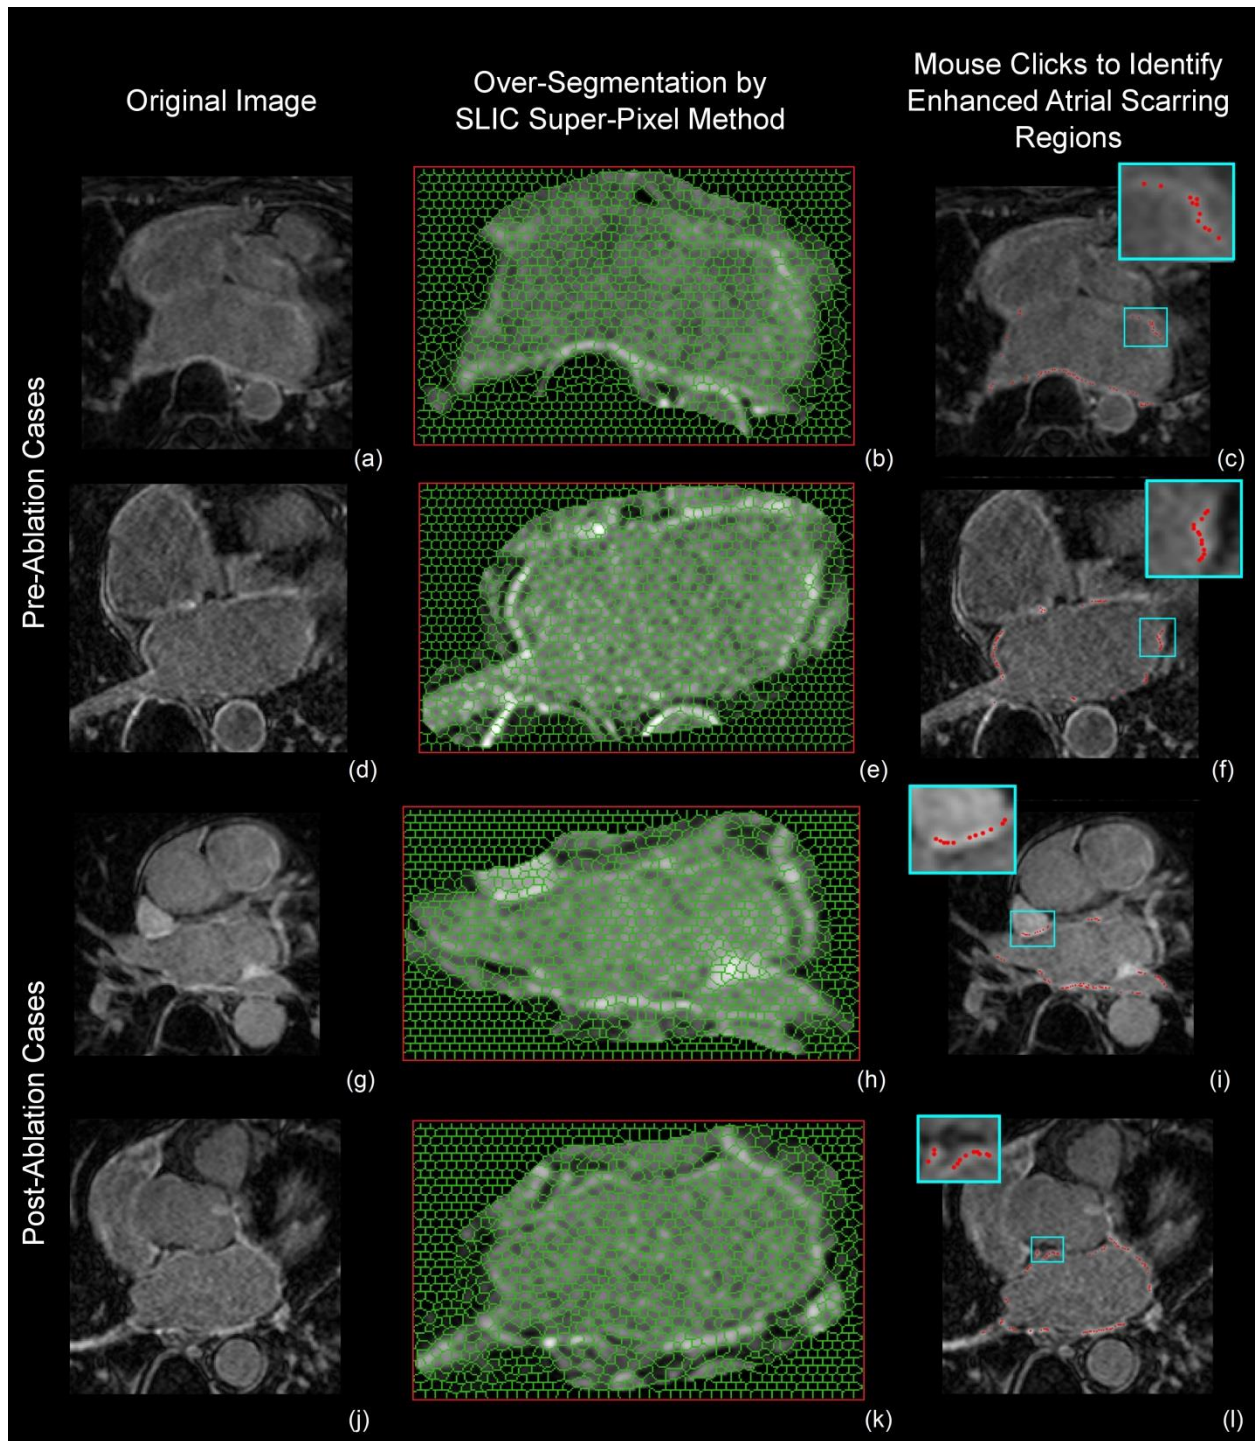 Original Image
Over-Segmentation by
SLIC Super-Pixel Method
Mouse Clicks to Identify
Enhanced Atrial Scarring
Regions
Pre-Ablation Cases
(a)
(b)
(c)
(d)
(e)
(f)
Post-Ablation Cases
(g)
(h)
(i)
(j)
(k)
(l)